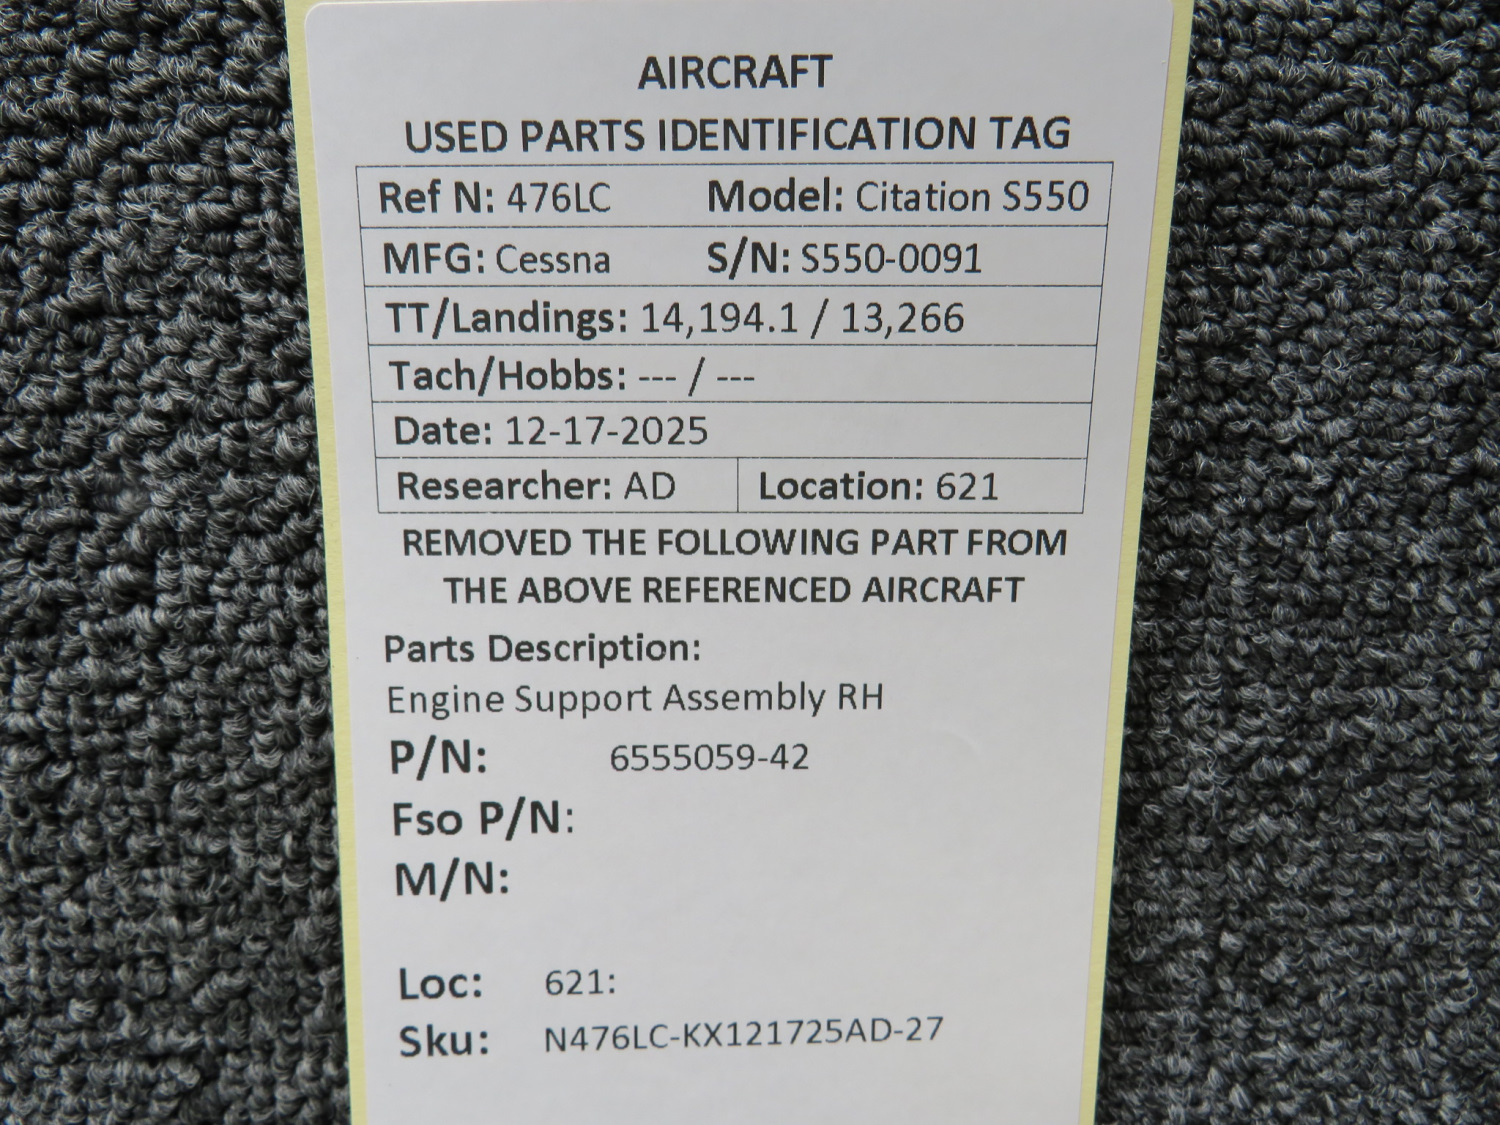 AIRCRAFT
USED PARTS IDENTIFICATION TAG
Ref N: 476LC Model: Citation S550
MFG: Cessna S/N: S550-0091
TT/Landings: 14,194.1 / 13,266
Tach/Hobbs: --- / ---
Date: 12-17-2025
Researcher: AD Location: 621
REMOVED THE FOLLOWING PART FROM
THE ABOVE REFERENCED AIRCRAFT
Parts Description:
Engine Support Assembly RH
P/N: 6555059-42
Fso P/N:
M/N:
Loc: 621:
Sku: N476LC-KX121725AD-27